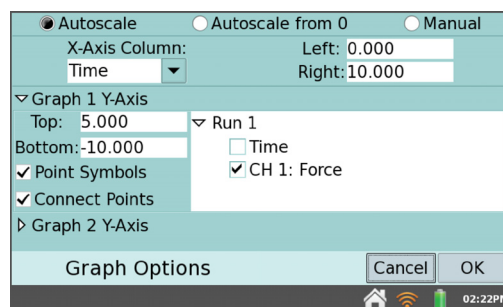 Autoscale Autoscale from 0 Manual
X-Axis Column: Left: 0.000
Time Right: 10.000
Graph 1 Y-Axis
Top: 5.000 Run 1
Bottom: -10.000 Time
Point Symbols CH 1: Force
Connect Points
Graph 2 Y-Axis
Graph Options Cancel OK